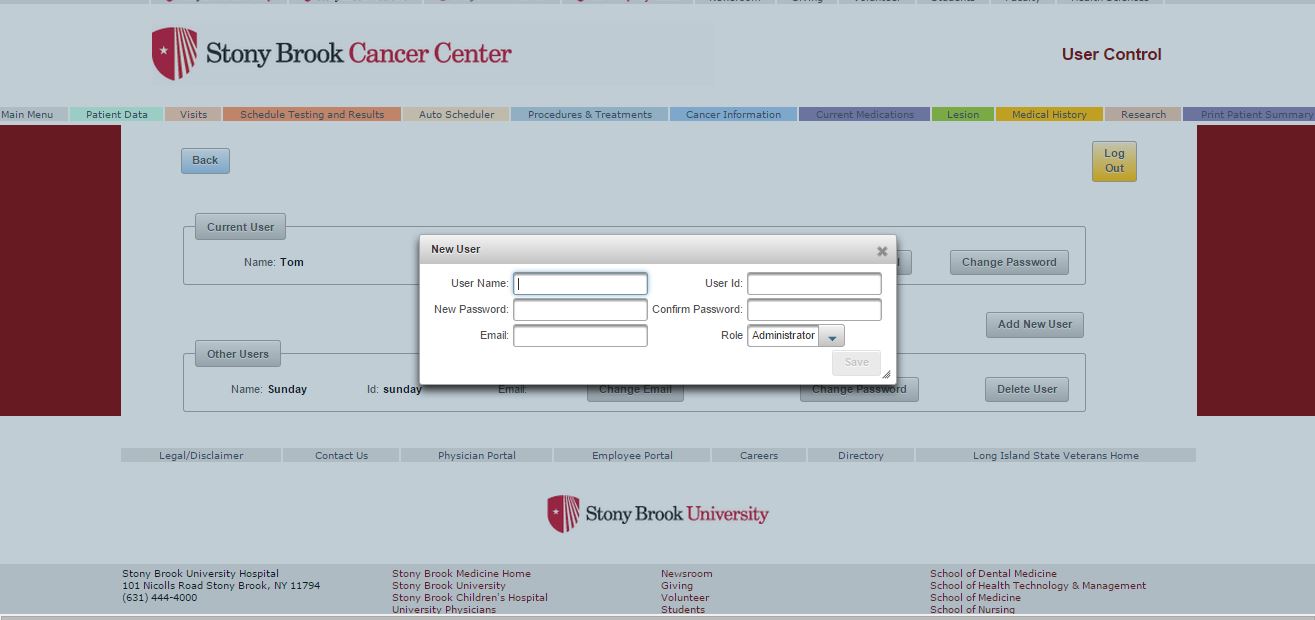 Stony Brook Cancer Center
User Control
Main Menu Patient Data Visits Schedule Testing and Results Auto Scheduler Procedures & Treatments Cancer Information Current Medications Lesion Medical History Research Print Patient Summary
Back
Log
Out
Current User
Name: Tom
Change Password
New User
User Name: User Id:
New Password: Confirm Password:
Email: Role Administrator
Save
Add New User
Other Users
Name: Sunday Id: sunday Email: Change Email Change Password Delete User
Legal/Disclaimer Contact Us Physician Portal Employee Portal Careers Directory Long Island State Veterans Home
Stony Brook University
Stony Brook University Hospital
101 Nicolls Road Stony Brook, NY 11794
(631) 444-4000
Stony Brook Medicine Home
Stony Brook University
Stony Brook Children's Hospital
University Physicians
Newsroom
Giving
Volunteer
Students
School of Dental Medicine
School of Health Technology & Management
School of Medicine
School of Nursing